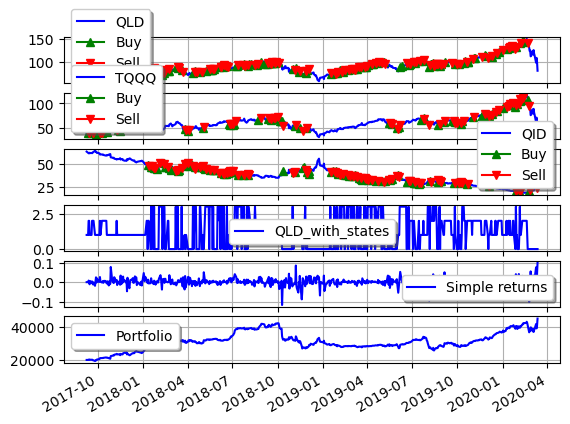 QLD
Buy
Sell
150
100
TQQQ
Buy
Sell
100
50
QID
Buy
Sell
50
25
QLD_with_states
2.5
0.0
Simple returns
0.1
0.0
−0.1
Portfolio
40000
20000
2017-10 2018-01 2018-04 2018-07 2018-10 2019-01 2019-04 2019-07 2019-10 2020-01 2020-04